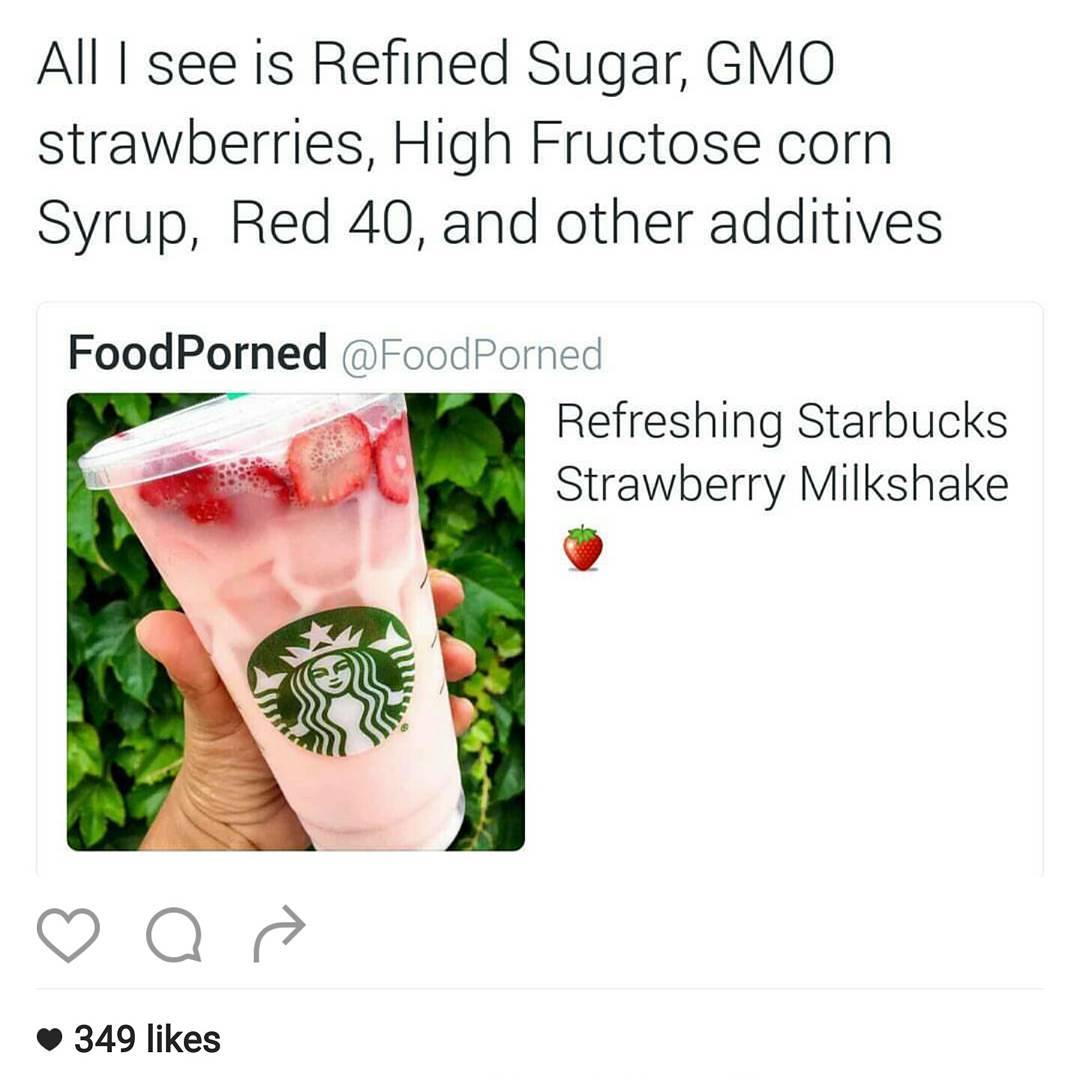 All I see is Refined Sugar, GMO
strawberries, High Fructose corn
Syrup,  Red 40, and other additives
FoodPorned @FoodPorned
Refreshing Starbucks
Strawberry Milkshake
🍓
349 likes